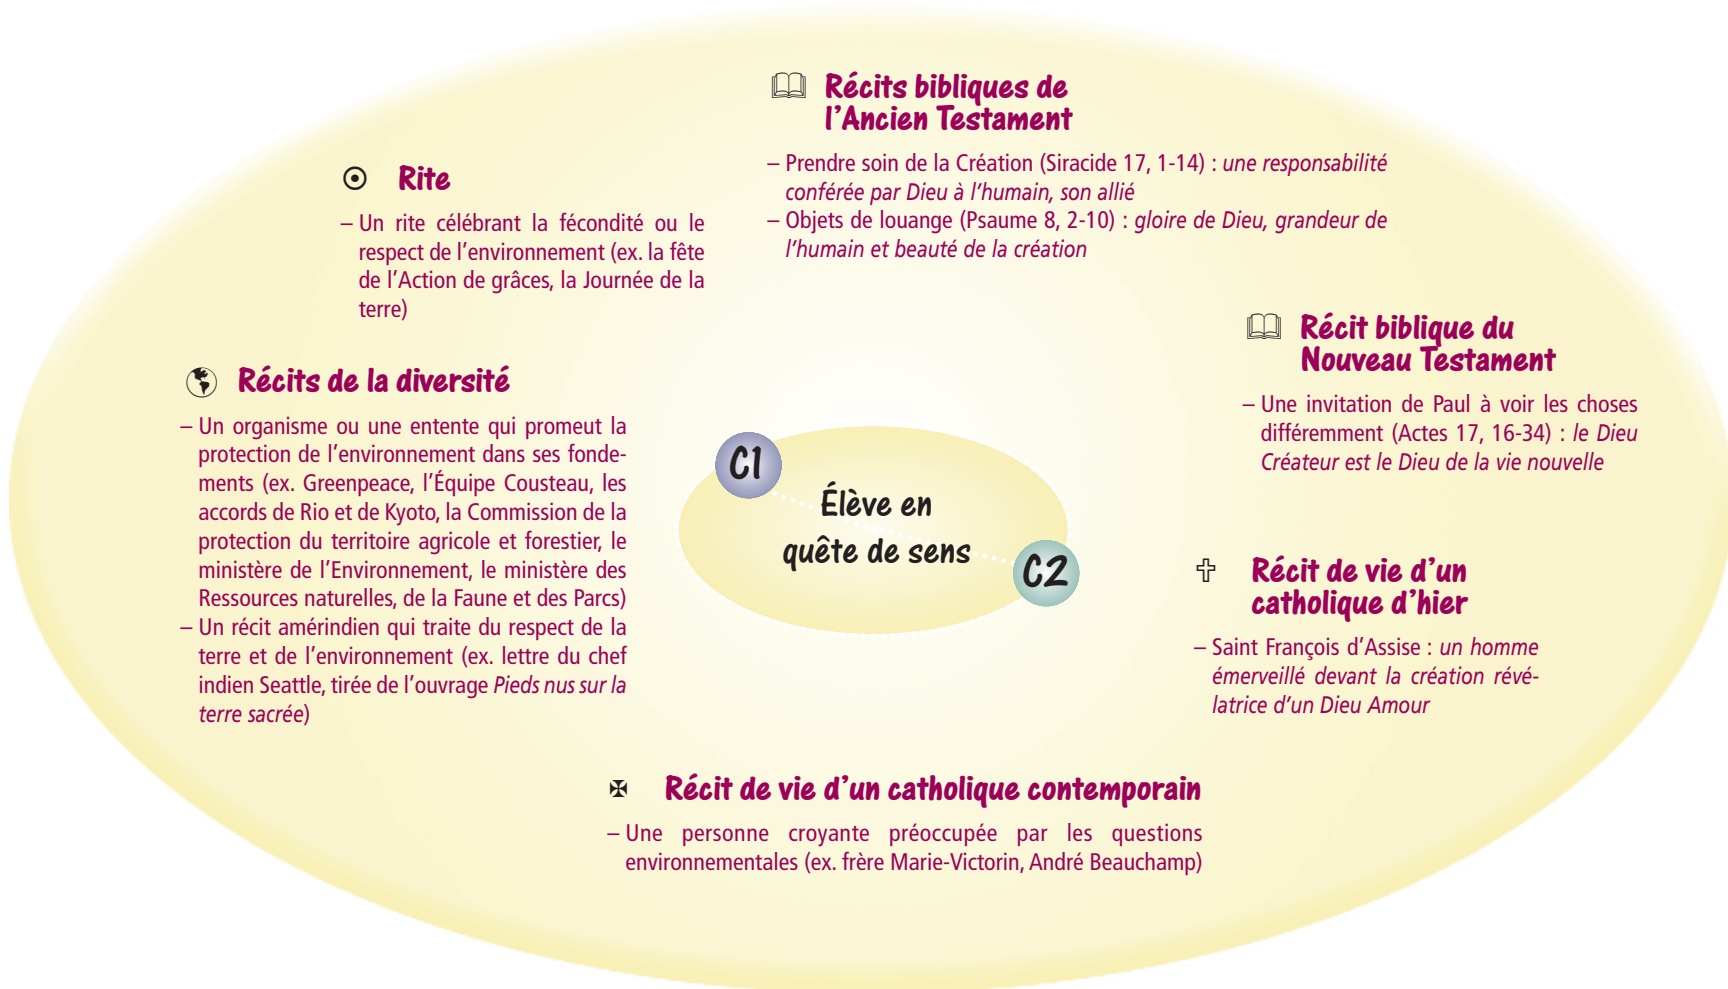 Récits bibliques de
l'Ancien Testament
– Prendre soin de la Création (Siracide 17, 1-14) : une responsabilité
conférée par Dieu à l'humain, son allié
– Objets de louange (Psaume 8, 2-10) : gloire de Dieu, grandeur de
l'humain et beauté de la création
Rite
– Un rite célébrant la fécondité ou le
respect de l'environnement (ex. la fête
de l'Action de grâces, la Journée de la
terre)
Récit biblique du
Nouveau Testament
– Une invitation de Paul à voir les choses
différemment (Actes 17, 16-34) : le Dieu
Créateur est le Dieu de la vie nouvelle
Récits de la diversité
– Un organisme ou une entente qui promeut la
protection de l'environnement dans ses fonde-
ments (ex. Greenpeace, l'Équipe Cousteau, les
accords de Rio et de Kyoto, la Commission de la
protection du territoire agricole et forestier, le
ministère de l'Environnement, le ministère des
Ressources naturelles, de la Faune et des Parcs)
– Un récit amérindien qui traite du respect de la
terre et de l'environnement (ex. lettre du chef
indien Seattle, tirée de l'ouvrage Pieds nus sur la
terre sacrée)
C1
Élève en
quête de sens
C2
Récit de vie d'un
catholique d'hier
– Saint François d'Assise : un homme
émerveillé devant la création révé-
latrice d'un Dieu Amour
Récit de vie d'un catholique contemporain
– Une personne croyante préoccupée par les questions
environnementales (ex. frère Marie-Victorin, André Beauchamp)